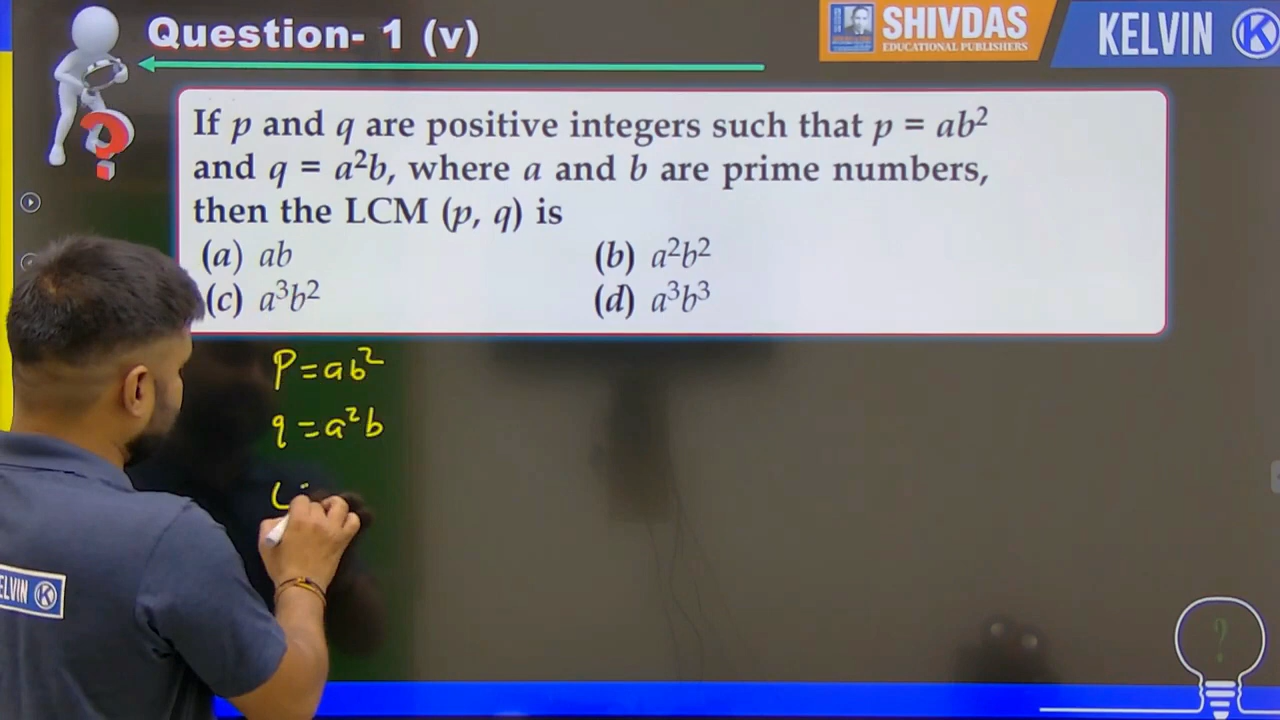 Question- 1 (v)
SHIVDAS
EDUCATIONAL PUBLISHERS
KELVIN K
If p and q are positive integers such that p = ab²
and q = a²b, where a and b are prime numbers,
then the LCM (p, q) is
(a) ab (b) a²b²
(c) a³b² (d) a³b³
P = ab²
q = a²b
L
ELVIN K
?